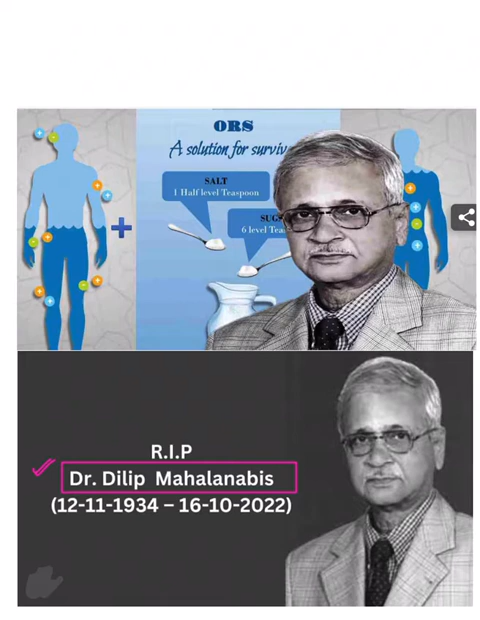 ORS
A solution for surviv
SALT
1 Half level Teaspoon
SUG
6 level Tea
R.I.P
Dr. Dilip Mahalanabis
(12-11-1934 – 16-10-2022)